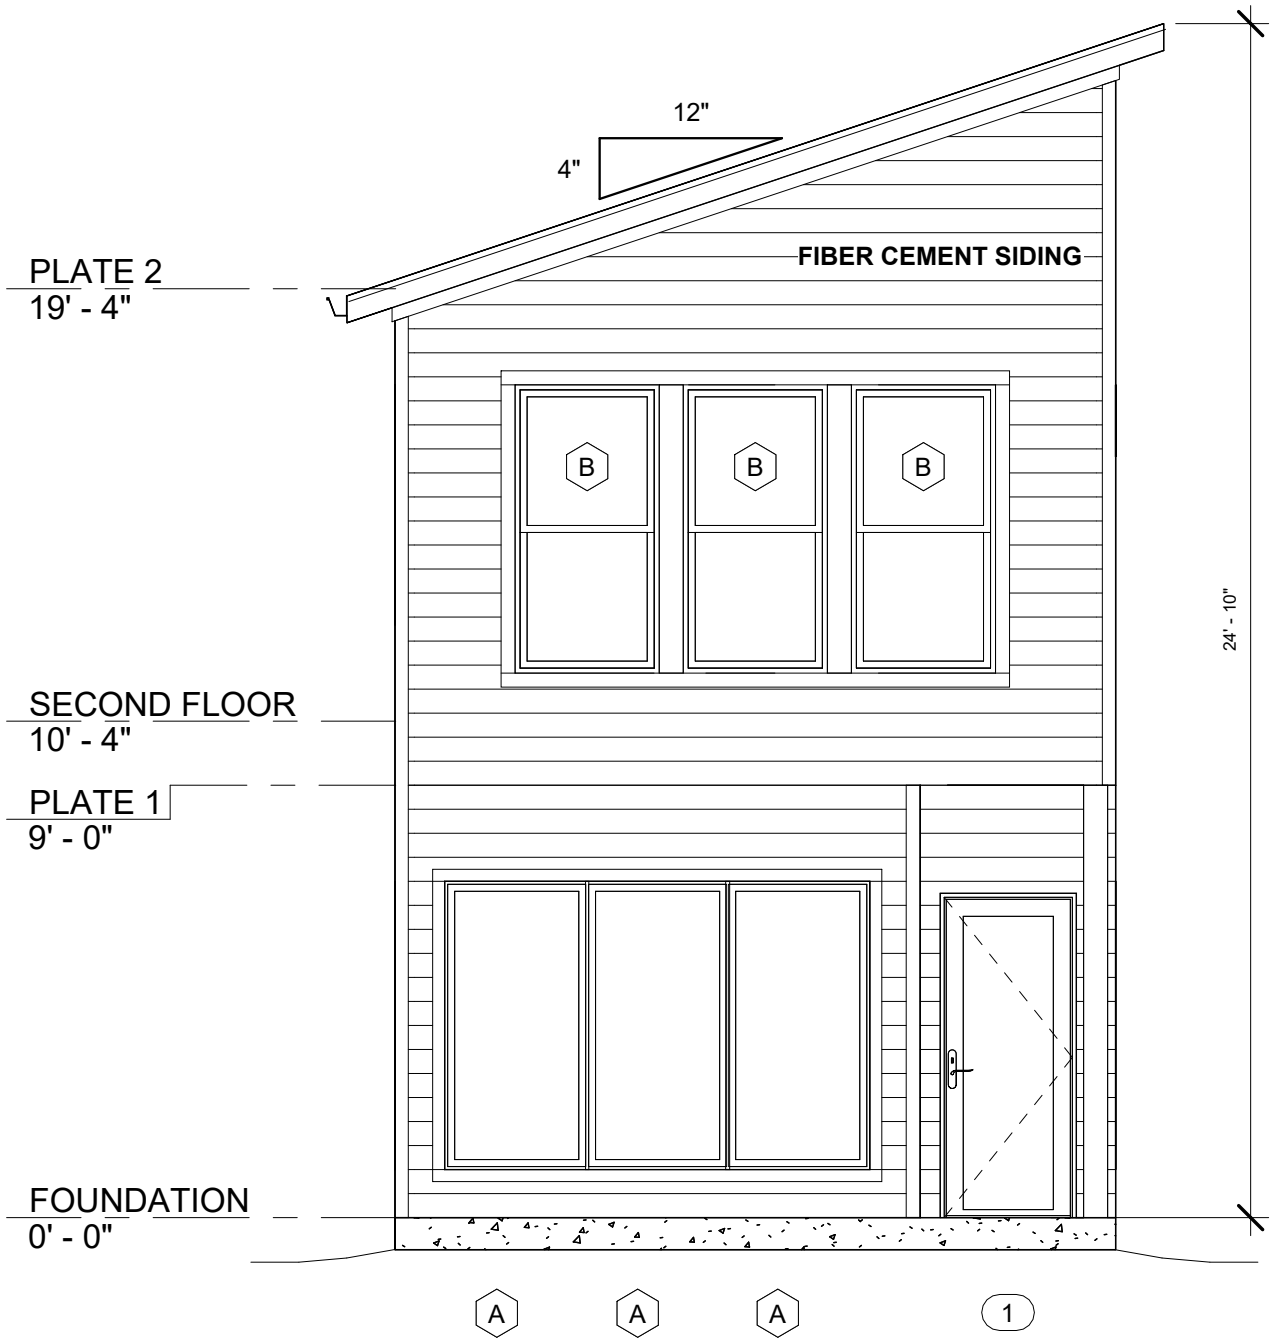 12"
4"
FIBER CEMENT SIDING
PLATE 2
19' - 4"
B
B
B
24' - 10"
SECOND FLOOR
10' - 4"
PLATE 1
9' - 0"
FOUNDATION
0' - 0"
A
A
A
1